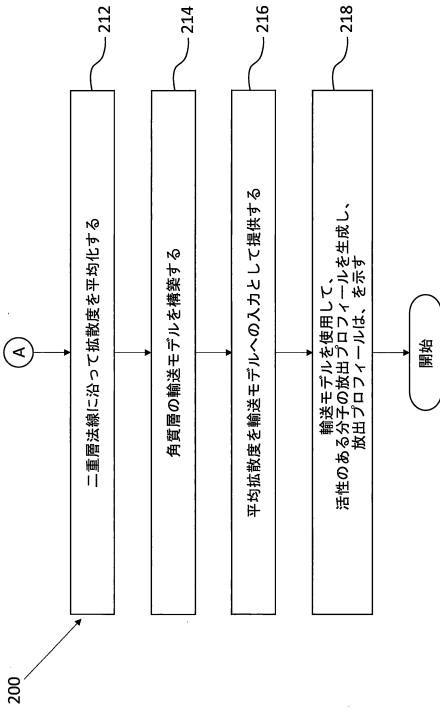 200
A
二重層法線に沿って拡散度を平均化する
212
角質層の輸送モデルを構築する
214
平均拡散度を輸送モデルへの入力として提供する
216
輸送モデルを使用して、
活性のある分子の放出プロフィールを生成し、
放出プロフィールは、を示す
218
開始